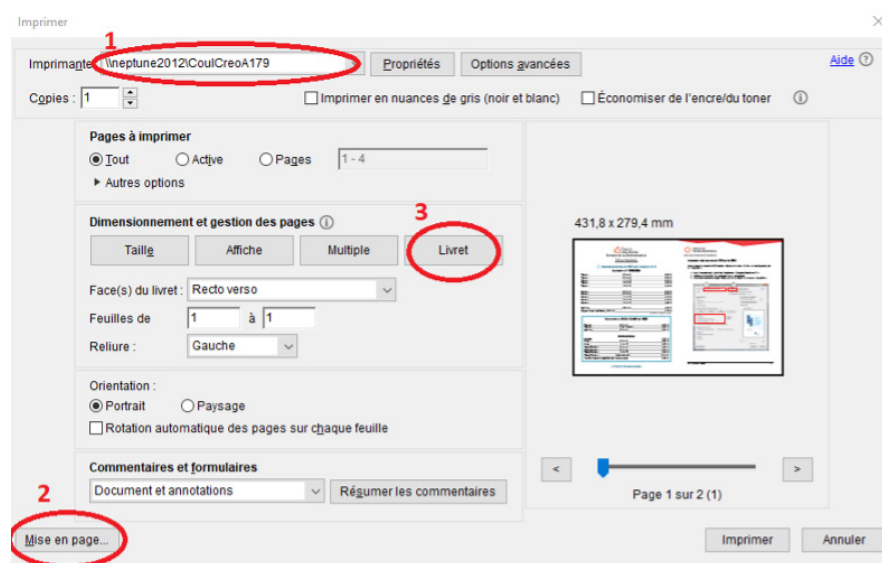 Imprimer
1
Imprimante \\neptune2012\CoulCreoA179 Propriétés Options avancées Aide
Copies : 1 Imprimer en nuances de gris (noir et blanc) Économiser de l'encre/du toner
Pages à imprimer
Tout Active Pages 1 - 4
Autres options
Dimensionnement et gestion des pages
3
Taille Affiche Multiple Livret
Face(s) du livret : Recto verso
Feuilles de 1 à 1
Reliure : Gauche
Orientation :
Portrait Paysage
Rotation automatique des pages sur chaque feuille
Commentaires et formulaires
Document et annotations Résumer les commentaires
431,8 x 279,4 mm
< >
Page 1 sur 2 (1)
2
Mise en page... Imprimer Annuler